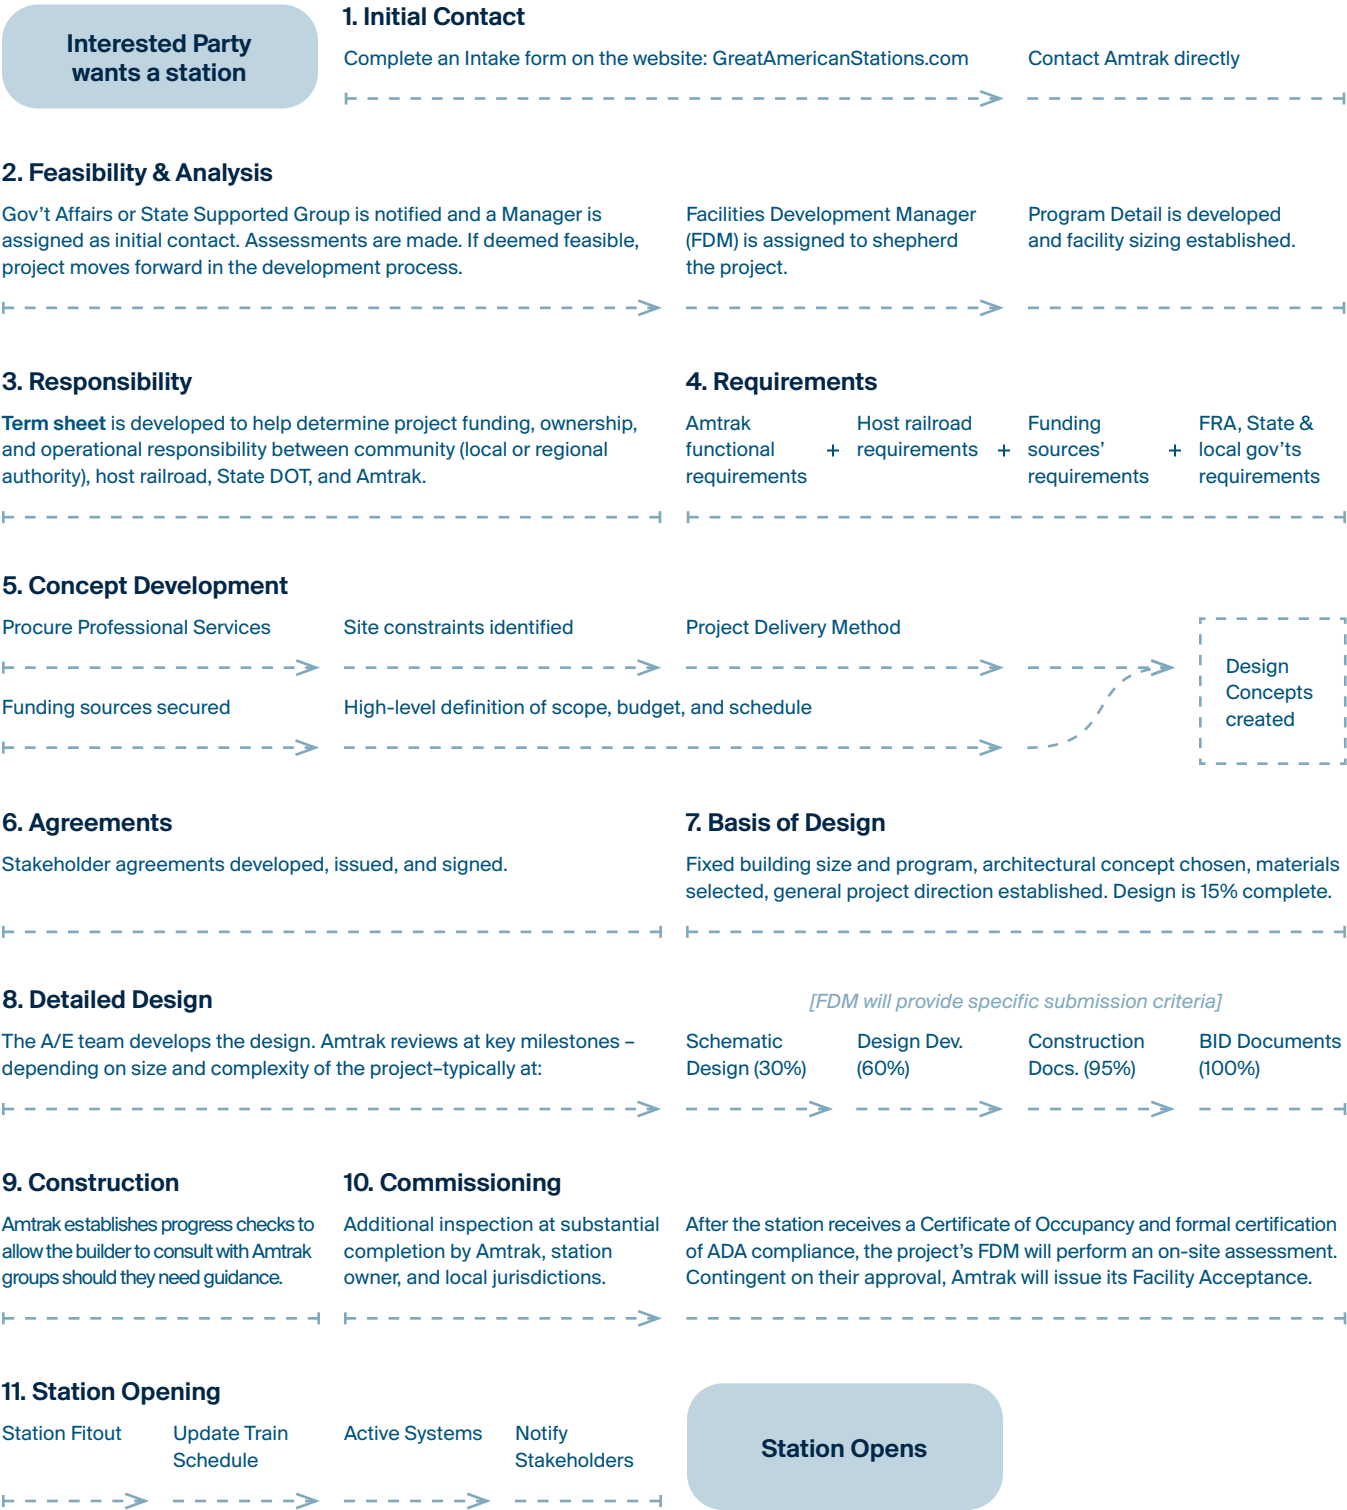 Interested Party
wants a station
1. Initial Contact
Complete an Intake form on the website: GreatAmericanStations.com
Contact Amtrak directly
2. Feasibility & Analysis
Gov’t Affairs or State Supported Group is notified and a Manager is
assigned as initial contact. Assessments are made. If deemed feasible,
project moves forward in the development process.
Facilities Development Manager
(FDM) is assigned to shepherd
the project.
Program Detail is developed
and facility sizing established.
3. Responsibility
Term sheet is developed to help determine project funding, ownership,
and operational responsibility between community (local or regional
authority), host railroad, State DOT, and Amtrak.
4. Requirements
Amtrak
functional
requirements
+
Host railroad
requirements
+
Funding
sources’
requirements
+
FRA, State &
local gov’ts
requirements
5. Concept Development
Procure Professional Services
Site constraints identified
Project Delivery Method
Funding sources secured
High-level definition of scope, budget, and schedule
Design
Concepts
created
6. Agreements
Stakeholder agreements developed, issued, and signed.
7. Basis of Design
Fixed building size and program, architectural concept chosen, materials
selected, general project direction established. Design is 15% complete.
8. Detailed Design
The A/E team develops the design. Amtrak reviews at key milestones –
depending on size and complexity of the project–typically at:
[FDM will provide specific submission criteria]
Schematic
Design (30%)
Design Dev.
(60%)
Construction
Docs. (95%)
BID Documents
(100%)
9. Construction
Amtrak establishes progress checks to
allow the builder to consult with Amtrak
groups should they need guidance.
10. Commissioning
Additional inspection at substantial
completion by Amtrak, station
owner, and local jurisdictions.
After the station receives a Certificate of Occupancy and formal certification
of ADA compliance, the project’s FDM will perform an on-site assessment.
Contingent on their approval, Amtrak will issue its Facility Acceptance.
11. Station Opening
Station Fitout
Update Train
Schedule
Active Systems
Notify
Stakeholders
Station Opens